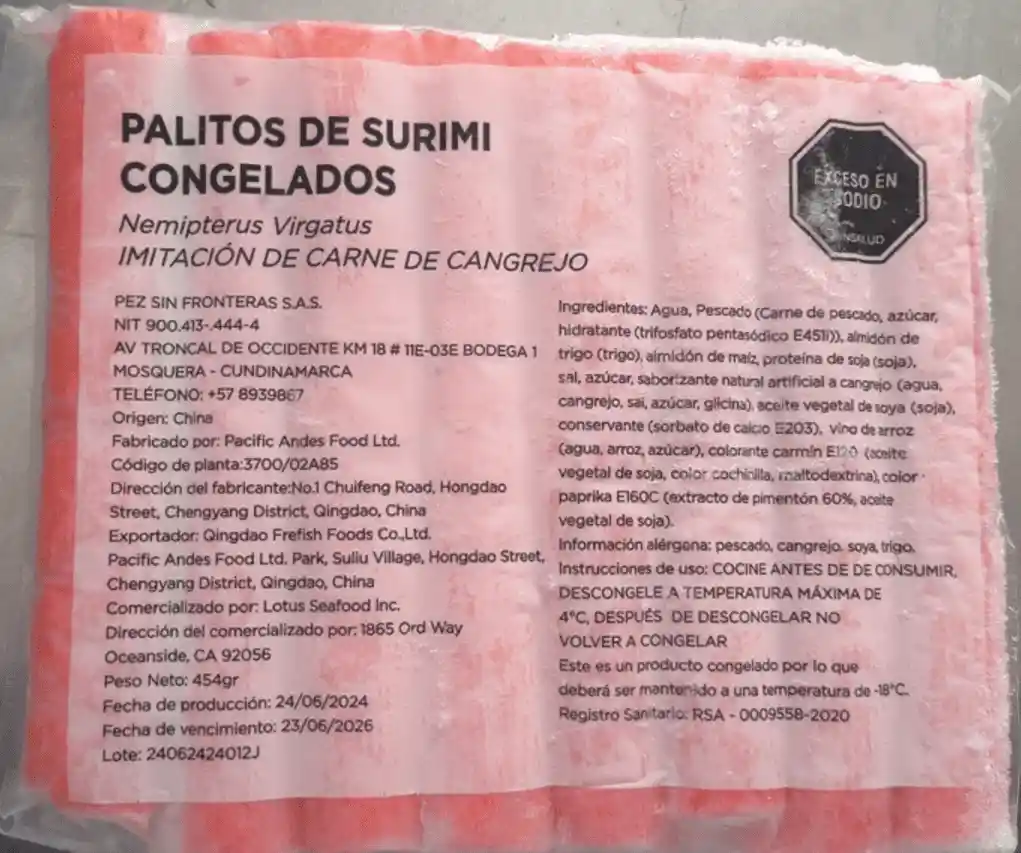 PALITOS DE SURIMI
CONGELADOS
Nemipterus Virgatus
IMITACIÓN DE CARNE DE CANGREJO
EXCESO EN
SODIO
MINSALUD
PEZ SIN FRONTERAS S.A.S.
NIT 900.413-.444-4
AV TRONCAL DE OCCIDENTE KM 18 # 11E-03E BODEGA 1
MOSQUERA - CUNDINAMARCA
TELÉFONO: +57 8939867
Origen: China
Fabricado por: Pacific Andes Food Ltd.
Código de planta:3700/02A85
Dirección del fabricante:No.1 Chuifeng Road, Hongdao
Street, Chengyang District, Qingdao, China
Exportador: Qingdao Frefish Foods Co.,Ltd.
Pacific Andes Food Ltd. Park, Suliu Village, Hongdao Street,
Chengyang District, Qingdao, China
Comercializado por: Lotus Seafood Inc.
Dirección del comercializado por: 1865 Ord Way
Oceanside, CA 92056
Peso Neto: 454gr
Fecha de producción: 24/06/2024
Fecha de vencimiento: 23/06/2026
Lote: 24062424012J
Ingredientes: Agua, Pescado (Carne de pescado, azúcar,
hidratante (trifosfato pentasódico E451i)), almidón de
trigo (trigo), almidón de maíz, proteína de soja (soja),
sal, azúcar, saborizante natural artificial a cangrejo (agua,
cangrejo, sal, azúcar, glicina), aceite vegetal de soya (soja),
conservante (sorbato de calcio E203), vino de arroz
(agua, arroz, azúcar), colorante carmín E120 (aceite
vegetal de soja, color cochinilla, maltodextrina), color
paprika E160C (extracto de pimentón 60%, aceite
vegetal de soja).
Información alérgena: pescado, cangrejo, soya, trigo.
Instrucciones de uso: COCINE ANTES DE DE CONSUMIR,
DESCONGELE A TEMPERATURA MÁXIMA DE
4°C, DESPUÉS DE DESCONGELAR NO
VOLVER A CONGELAR
Este es un producto congelado por lo que
deberá ser mantenido a una temperatura de -18°C.
Registro Sanitario: RSA - 0009558-2020